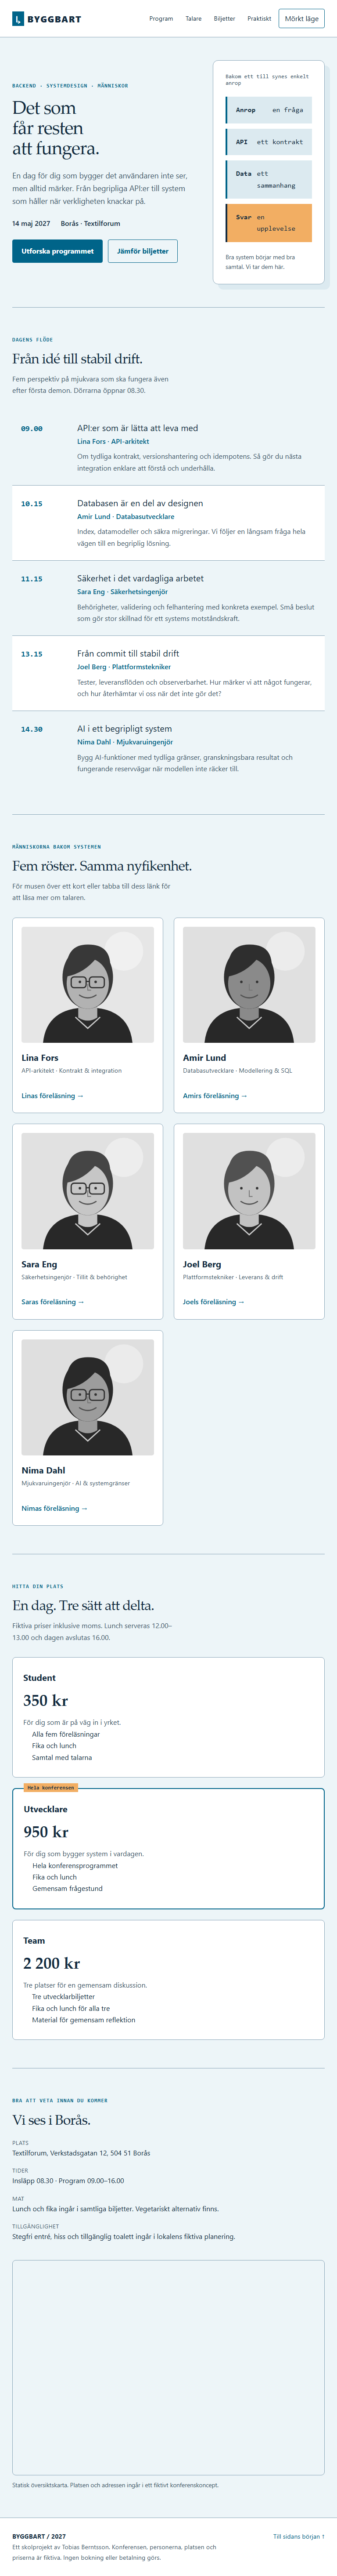 BYGGBART
Program Talare Biljetter Praktiskt Mörkt läge
BACKEND · SYSTEMDESIGN · MÄNNISKOR
Det som
får resten
att fungera.
En dag för dig som bygger det användaren inte ser,
men alltid märker. Från begripliga API:er till system
som håller när verkligheten knackar på.
14 maj 2027 Borås · Textilforum
Utforska programmet Jämför biljetter
Bakom ett till synes enkelt
anrop
Anrop en fråga
API ett kontrakt
Data ett
sammanhang
Svar en
upplevelse
Bra system börjar med bra
samtal. Vi tar dem här.
DAGENS FLÖDE
Från idé till stabil drift.
Fem perspektiv på mjukvara som ska fungera även
efter första demon. Dörrarna öppnar 08.30.
09.00 API:er som är lätta att leva med
Lina Fors · API-arkitekt
Om tydliga kontrakt, versionshantering och idempotens. Så gör du nästa
integration enklare att förstå och underhålla.
10.15 Databasen är en del av designen
Amir Lund · Databasutvecklare
Index, datamodeller och säkra migreringar. Vi följer en långsam fråga hela
vägen till en begriplig lösning.
11.15 Säkerhet i det vardagliga arbetet
Sara Eng · Säkerhetsingenjör
Behörigheter, validering och felhantering med konkreta exempel. Små beslut
som gör stor skillnad för ett systems motståndskraft.
13.15 Från commit till stabil drift
Joel Berg · Plattformstekniker
Tester, leveransflöden och observerbarhet. Hur märker vi att något fungerar,
och hur återhämtar vi oss när det inte gör det?
14.30 AI i ett begripligt system
Nima Dahl · Mjukvaruingenjör
Bygg AI-funktioner med tydliga gränser, granskningsbara resultat och
fungerande reservvägar när modellen inte räcker till.
MÄNNISKORNA BAKOM SYSTEMEN
Fem röster. Samma nyfikenhet.
För musen över ett kort eller tabba till dess länk för
att läsa mer om talaren.
Lina Fors
API-arkitekt · Kontrakt & integration
Linas föreläsning →
Amir Lund
Databasutvecklare · Modellering & SQL
Amirs föreläsning →
Sara Eng
Säkerhetsingenjör · Tillit & behörighet
Saras föreläsning →
Joel Berg
Plattformstekniker · Leverans & drift
Joels föreläsning →
Nima Dahl
Mjukvaruingenjör · AI & systemgränser
Nimas föreläsning →
HITTA DIN PLATS
En dag. Tre sätt att delta.
Fiktiva priser inklusive moms. Lunch serveras 12.00–
13.00 och dagen avslutas 16.00.
Student
350 kr
För dig som är på väg in i yrket.
Alla fem föreläsningar
Fika och lunch
Samtal med talarna
Hela konferensen
Utvecklare
950 kr
För dig som bygger system i vardagen.
Hela konferensprogrammet
Fika och lunch
Gemensam frågestund
Team
2 200 kr
Tre platser för en gemensam diskussion.
Tre utvecklarbiljetter
Fika och lunch för alla tre
Material för gemensam reflektion
BRA ATT VETA INNAN DU KOMMER
Vi ses i Borås.
PLATS
Textilforum, Verkstadsgatan 12, 504 51 Borås
TIDER
Insläpp 08.30 · Program 09.00–16.00
MAT
Lunch och fika ingår i samtliga biljetter. Vegetariskt alternativ finns.
TILLGÄNGLIGHET
Stegfri entré, hiss och tillgänglig toalett ingår i lokalens fiktiva planering.
Statisk översiktskarta. Platsen och adressen ingår i ett fiktivt konferenskoncept.
BYGGBART / 2027
Ett skolprojekt av Tobias Berntsson. Konferensen, personerna, platsen och
priserna är fiktiva. Ingen bokning eller betalning görs.
Till sidans början ↑